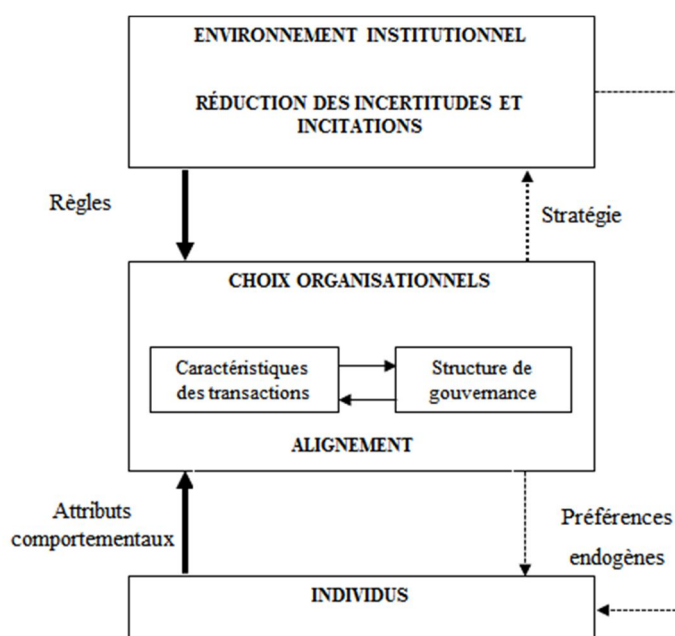 ENVIRONNEMENT INSTITUTIONNEL
RÉDUCTION DES INCERTITUDES ET
INCITATIONS
Règles
Stratégie
CHOIX ORGANISATIONNELS
Caractéristiques
des transactions
Structure de
gouvernance
ALIGNEMENT
Attributs
comportementaux
Préférences
endogènes
INDIVIDUS